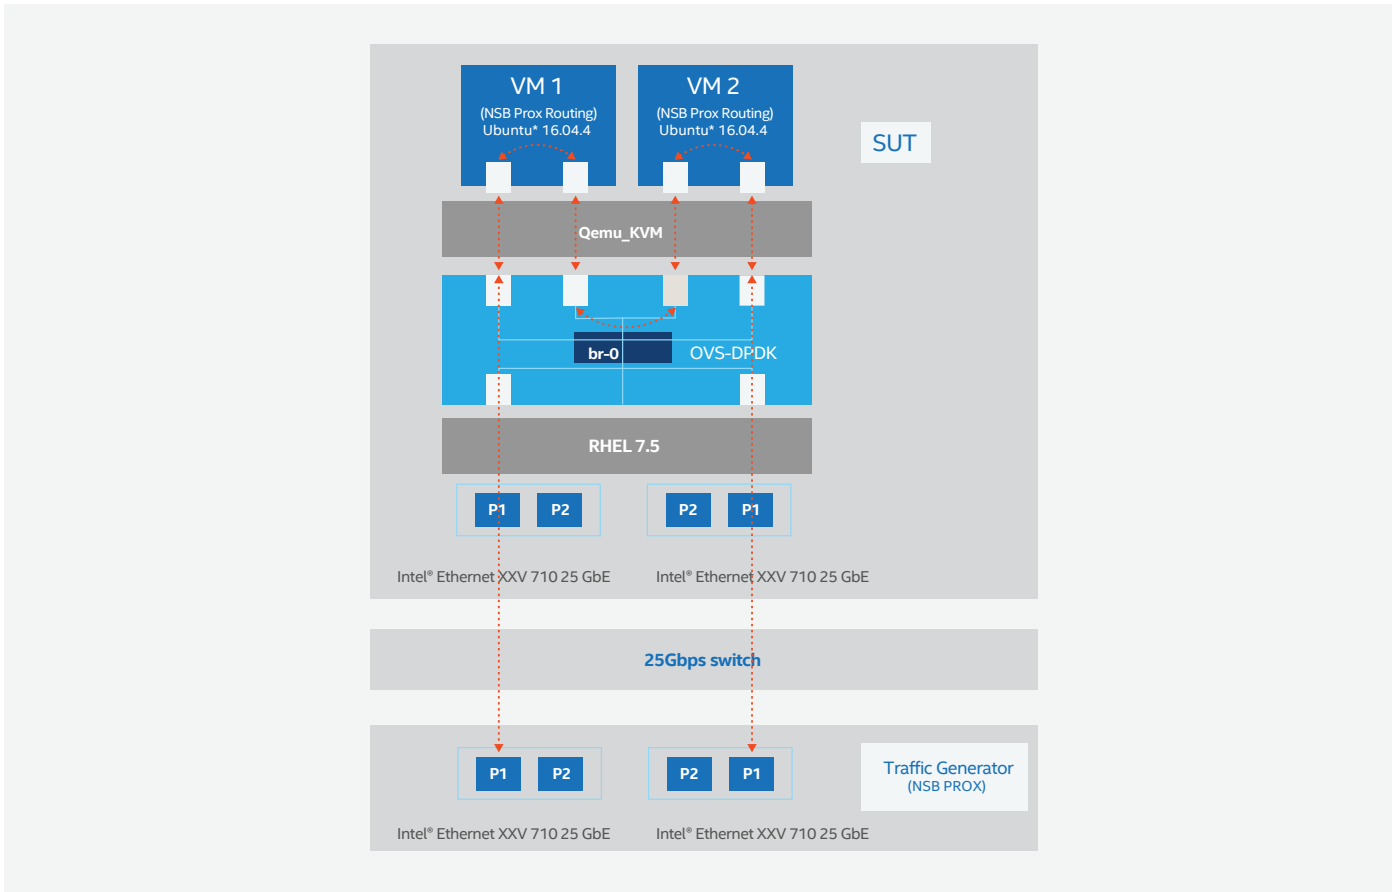 VM 1
(NSB Prox Routing)
Ubuntu* 16.04.4
VM 2
(NSB Prox Routing)
Ubuntu* 16.04.4
SUT
Qemu_KVM
br-0
OVS-DPDK
RHEL 7.5
P1
P2
P2
P1
Intel® Ethernet XXV 710 25 GbE
Intel® Ethernet XXV 710 25 GbE
25Gbps switch
P1
P2
P2
P1
Traffic Generator
(NSB PROX)
Intel® Ethernet XXV 710 25 GbE
Intel® Ethernet XXV 710 25 GbE